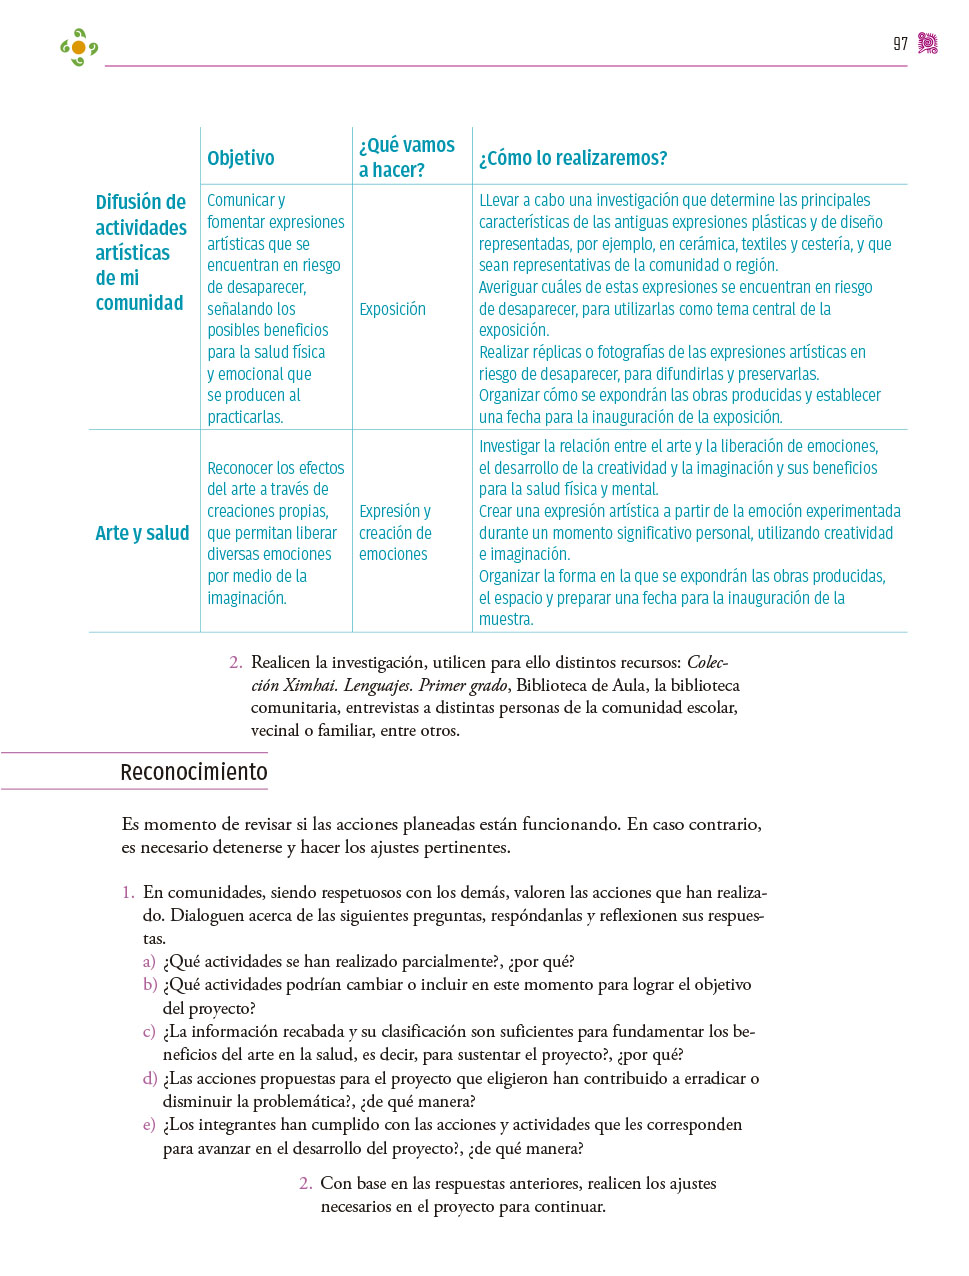 97
Objetivo
¿Qué vamos
a hacer?
¿Cómo lo realizaremos?
Difusión de
actividades
artísticas
de mi
comunidad
Comunicar y
fomentar expresiones
artísticas que se
encuentran en riesgo
de desaparecer,
señalando los
posibles beneficios
para la salud física
y emocional que
se producen al
practicarlas.
Exposición
LLevar a cabo una investigación que determine las principales
características de las antiguas expresiones plásticas y de diseño
representadas, por ejemplo, en cerámica, textiles y cestería, y que
sean representativas de la comunidad o región.
Averiguar cuáles de estas expresiones se encuentran en riesgo
de desaparecer, para utilizarlas como tema central de la
exposición.
Realizar réplicas o fotografías de las expresiones artísticas en
riesgo de desaparecer, para difundirlas y preservarlas.
Organizar cómo se expondrán las obras producidas y establecer
una fecha para la inauguración de la exposición.
Arte y salud
Reconocer los efectos
del arte a través de
creaciones propias,
que permitan liberar
diversas emociones
por medio de la
imaginación.
Expresión y
creación de
emociones
Investigar la relación entre el arte y la liberación de emociones,
el desarrollo de la creatividad y la imaginación y sus beneficios
para la salud física y mental.
Crear una expresión artística a partir de la emoción experimentada
durante un momento significativo personal, utilizando creatividad
e imaginación.
Organizar la forma en la que se expondrán las obras producidas,
el espacio y preparar una fecha para la inauguración de la
muestra.
2. Realicen la investigación, utilicen para ello distintos recursos: Colec-
ción Ximhai. Lenguajes. Primer grado, Biblioteca de Aula, la biblioteca
comunitaria, entrevistas a distintas personas de la comunidad escolar,
vecinal o familiar, entre otros.
Reconocimiento
Es momento de revisar si las acciones planeadas están funcionando. En caso contrario,
es necesario detenerse y hacer los ajustes pertinentes.
1. En comunidades, siendo respetuosos con los demás, valoren las acciones que han realiza-
do. Dialoguen acerca de las siguientes preguntas, respóndanlas y reflexionen sus respues-
tas.
a) ¿Qué actividades se han realizado parcialmente?, ¿por qué?
b) ¿Qué actividades podrían cambiar o incluir en este momento para lograr el objetivo
del proyecto?
c) ¿La información recabada y su clasificación son suficientes para fundamentar los be-
neficios del arte en la salud, es decir, para sustentar el proyecto?, ¿por qué?
d) ¿Las acciones propuestas para el proyecto que eligieron han contribuido a erradicar o
disminuir la problemática?, ¿de qué manera?
e) ¿Los integrantes han cumplido con las acciones y actividades que les corresponden
para avanzar en el desarrollo del proyecto?, ¿de qué manera?
2. Con base en las respuestas anteriores, realicen los ajustes
necesarios en el proyecto para continuar.